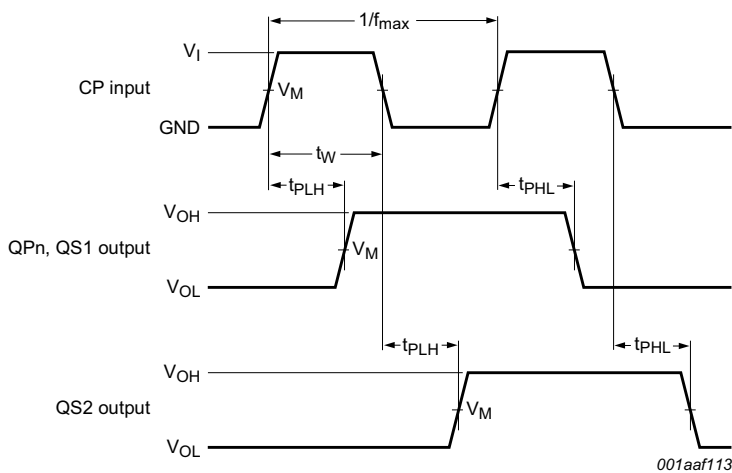 1/fmax
VI
CP input
VM
GND
tW
tPLH
tPHL
VOH
QPn, QS1 output
VM
VOL
tPLH
tPHL
VOH
QS2 output
VM
VOL
001aaf113